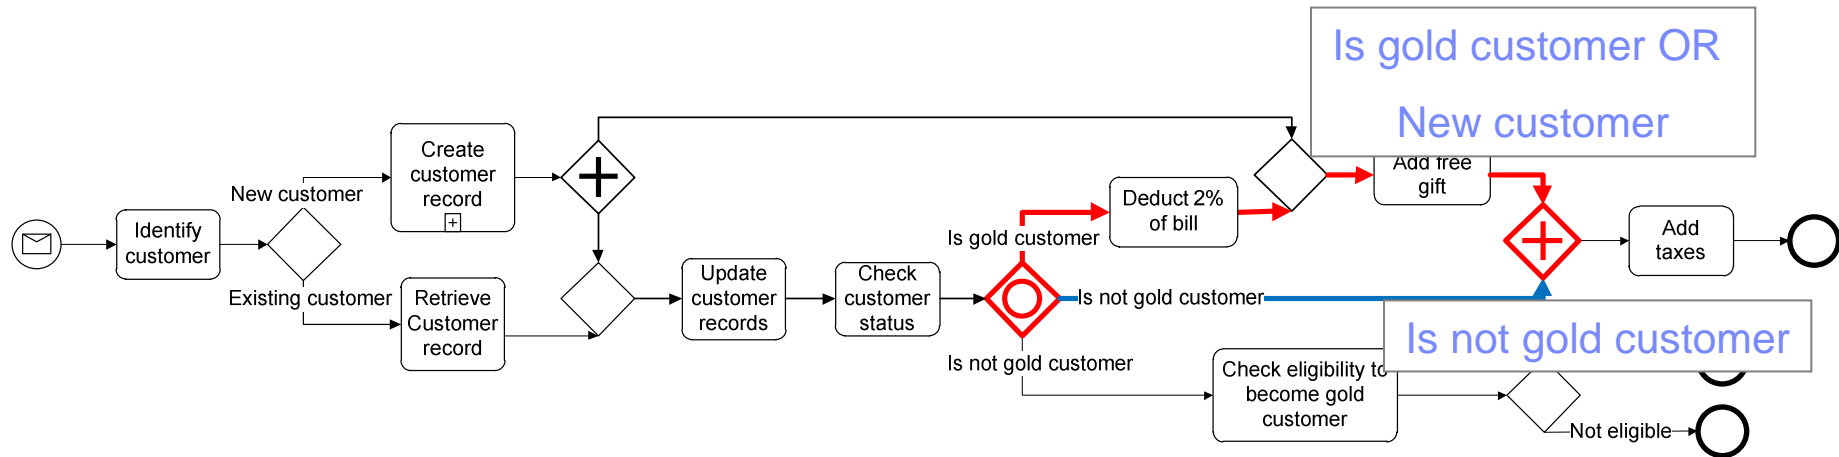 Is gold customer OR
New customer
Create
customer
record
Add free
gift
New customer
Deduct 2%
of bill
Identify
customer
Is gold customer
Add
taxes
Existing customer
Retrieve
Customer
record
Update
customer
records
Check
customer
status
Is not gold customer
Is not gold customer
Is not gold customer
Check eligibility to
become gold
customer
Not eligible